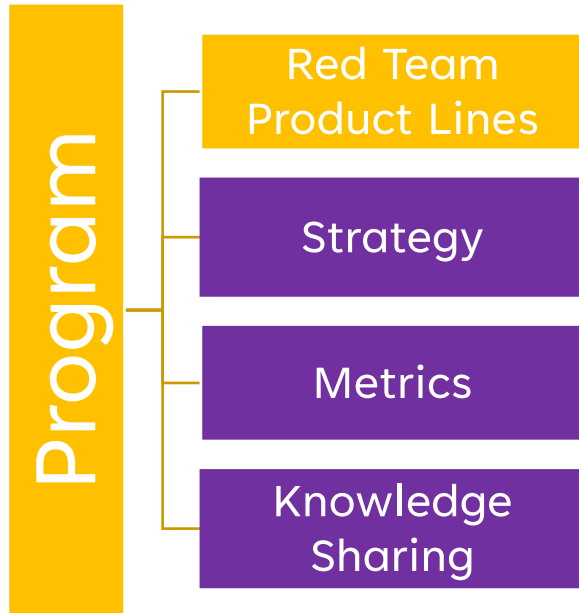 Program
Red Team
Product Lines
Strategy
Metrics
Knowledge
Sharing